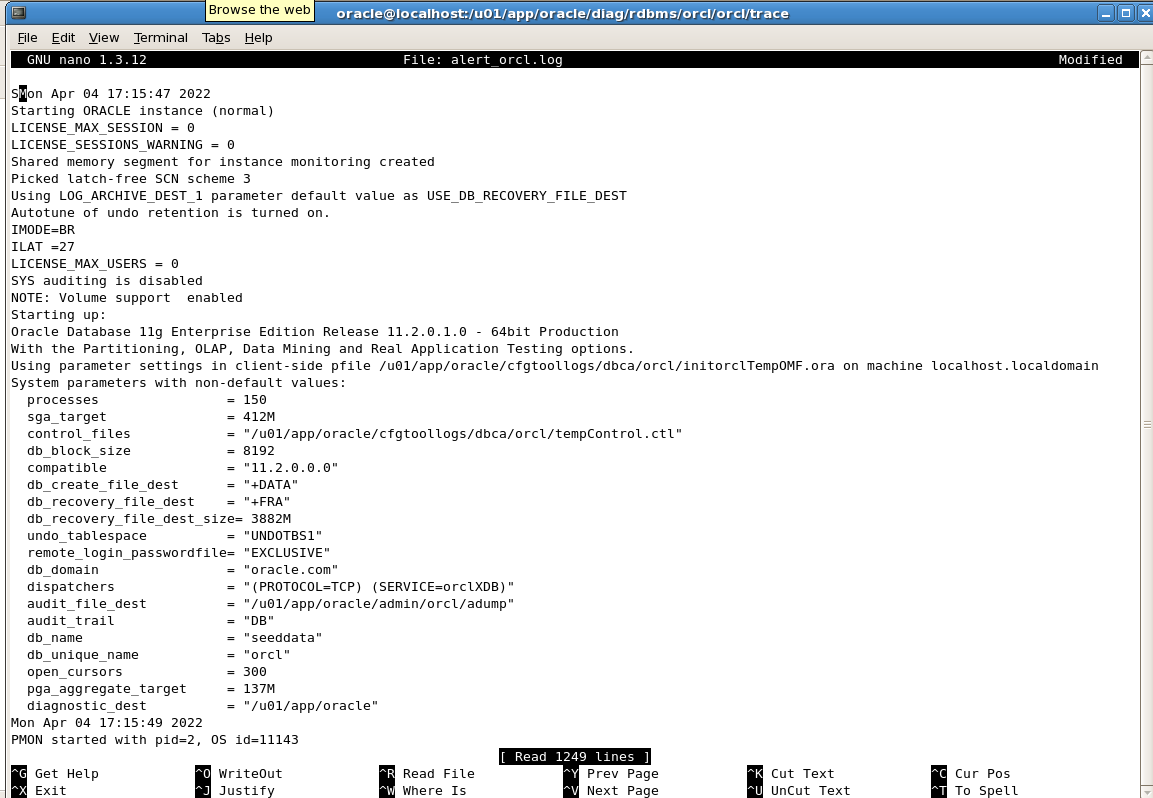 Browse the web
oracle@localhost:/u01/app/oracle/diag/rdbms/orcl/orcl/trace
File Edit View Terminal Tabs Help
GNU nano 1.3.12 File: alert_orcl.log Modified
SMon Apr 04 17:15:47 2022
Starting ORACLE instance (normal)
LICENSE_MAX_SESSION = 0
LICENSE_SESSIONS_WARNING = 0
Shared memory segment for instance monitoring created
Picked latch-free SCN scheme 3
Using LOG_ARCHIVE_DEST_1 parameter default value as USE_DB_RECOVERY_FILE_DEST
Autotune of undo retention is turned on.
IMODE=BR
ILAT =27
LICENSE_MAX_USERS = 0
SYS auditing is disabled
NOTE: Volume support  enabled
Starting up:
Oracle Database 11g Enterprise Edition Release 11.2.0.1.0 - 64bit Production
With the Partitioning, OLAP, Data Mining and Real Application Testing options.
Using parameter settings in client-side pfile /u01/app/oracle/cfgtoollogs/dbca/orcl/initorclTempOMF.ora on machine localhost.localdomain
System parameters with non-default values:
  processes                = 150
  sga_target               = 412M
  control_files            = "/u01/app/oracle/cfgtoollogs/dbca/orcl/tempControl.ctl"
  db_block_size            = 8192
  compatible               = "11.2.0.0.0"
  db_create_file_dest      = "+DATA"
  db_recovery_file_dest    = "+FRA"
  db_recovery_file_dest_size= 3882M
  undo_tablespace          = "UNDOTBS1"
  remote_login_passwordfile= "EXCLUSIVE"
  db_domain                = "oracle.com"
  dispatchers              = "(PROTOCOL=TCP) (SERVICE=orclXDB)"
  audit_file_dest          = "/u01/app/oracle/admin/orcl/adump"
  audit_trail              = "DB"
  db_name                  = "seeddata"
  db_unique_name           = "orcl"
  open_cursors             = 300
  pga_aggregate_target     = 137M
  diagnostic_dest          = "/u01/app/oracle"
Mon Apr 04 17:15:49 2022
PMON started with pid=2, OS id=11143
[ Read 1249 lines ]
^G Get Help ^O WriteOut ^R Read File ^Y Prev Page ^K Cut Text ^C Cur Pos
^X Exit ^J Justify ^W Where Is ^V Next Page ^U UnCut Text ^T To Spell